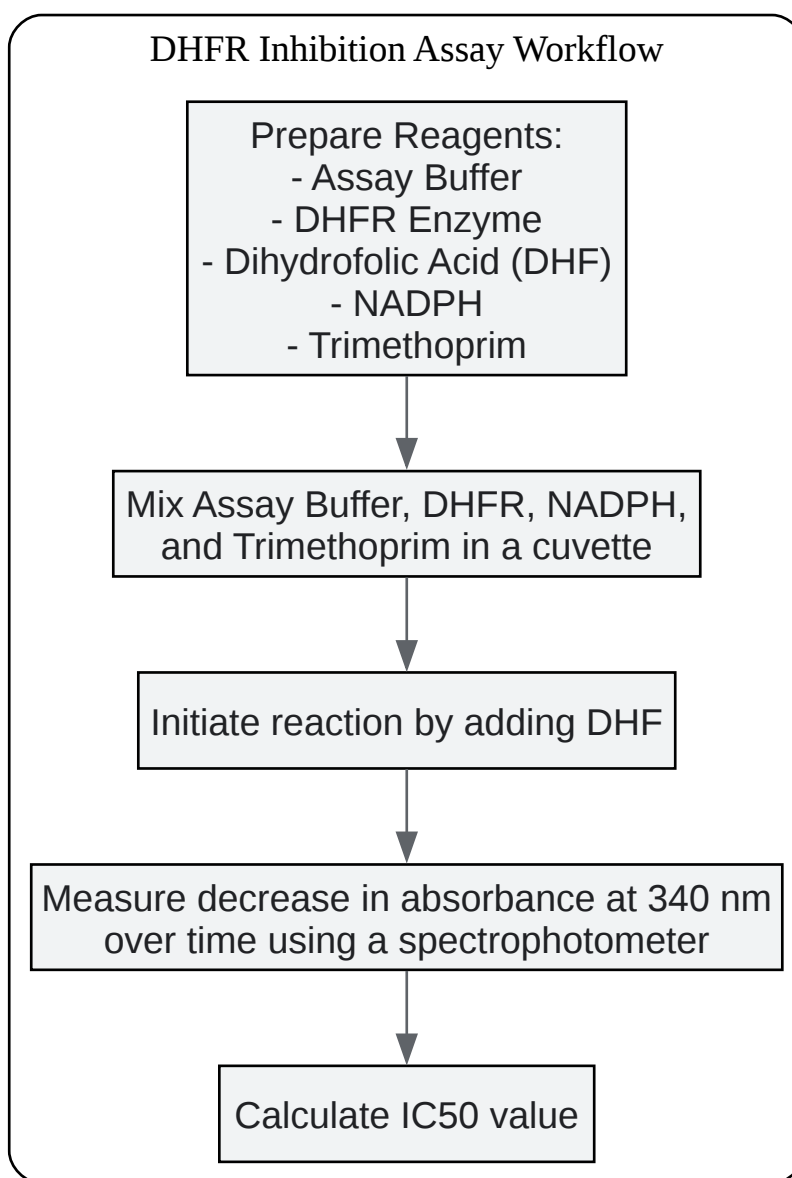 DHFR Inhibition Assay Workflow
Prepare Reagents:
- Assay Buffer
- DHFR Enzyme
- Dihydrofolic Acid (DHF)
- NADPH
- Trimethoprim
Mix Assay Buffer, DHFR, NADPH,
and Trimethoprim in a cuvette
Initiate reaction by adding DHF
Measure decrease in absorbance at 340 nm
over time using a spectrophotometer
Calculate IC50 value